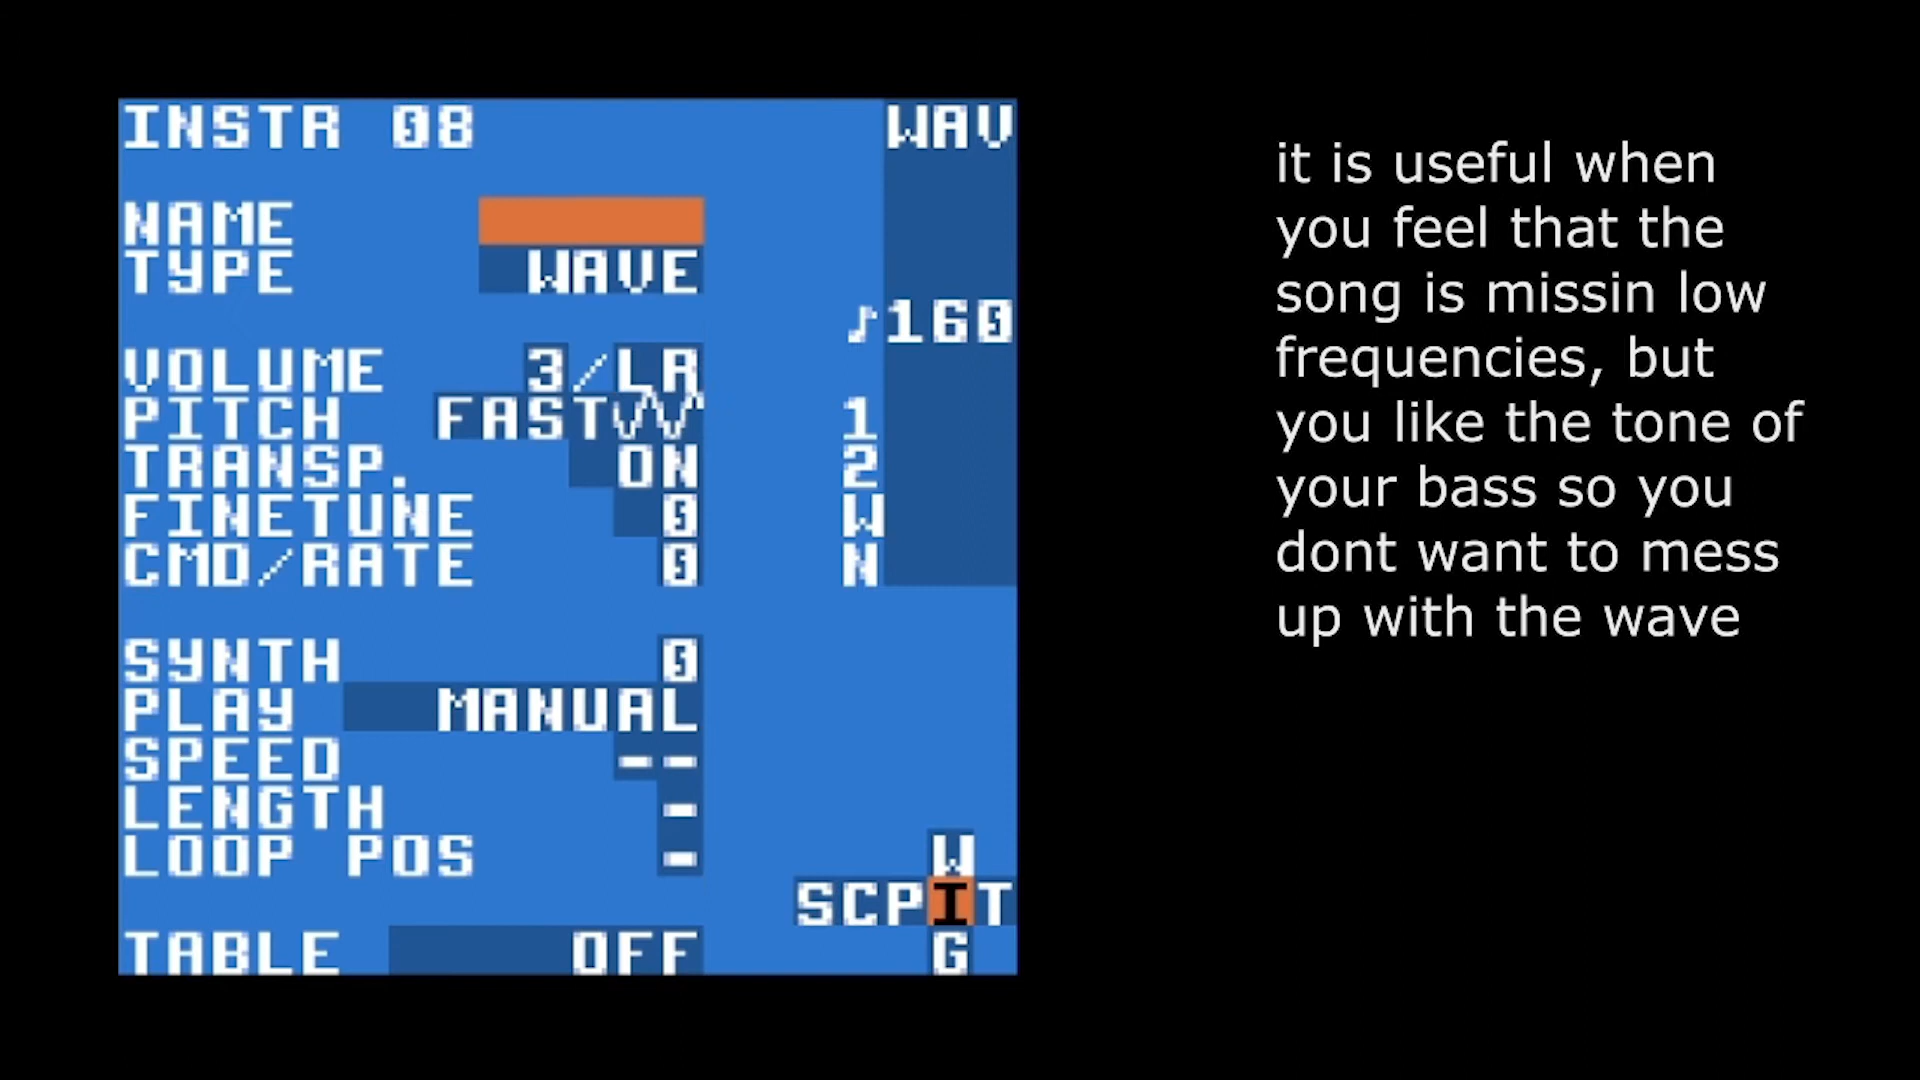 INSTR 08 WAV
NAME
TYPE WAVE
♪160
VOLUME 3/LR
PITCH FAST 1
TRANSP. ON 2
FINETUNE 0 W
CMD/RATE 0 N
SYNTH 0
PLAY MANUAL
SPEED --
LENGTH -
LOOP POS -
W
SCPIT
TABLE OFF G
it is useful when
you feel that the
song is missin low
frequencies, but
you like the tone of
your bass so you
dont want to mess
up with the wave